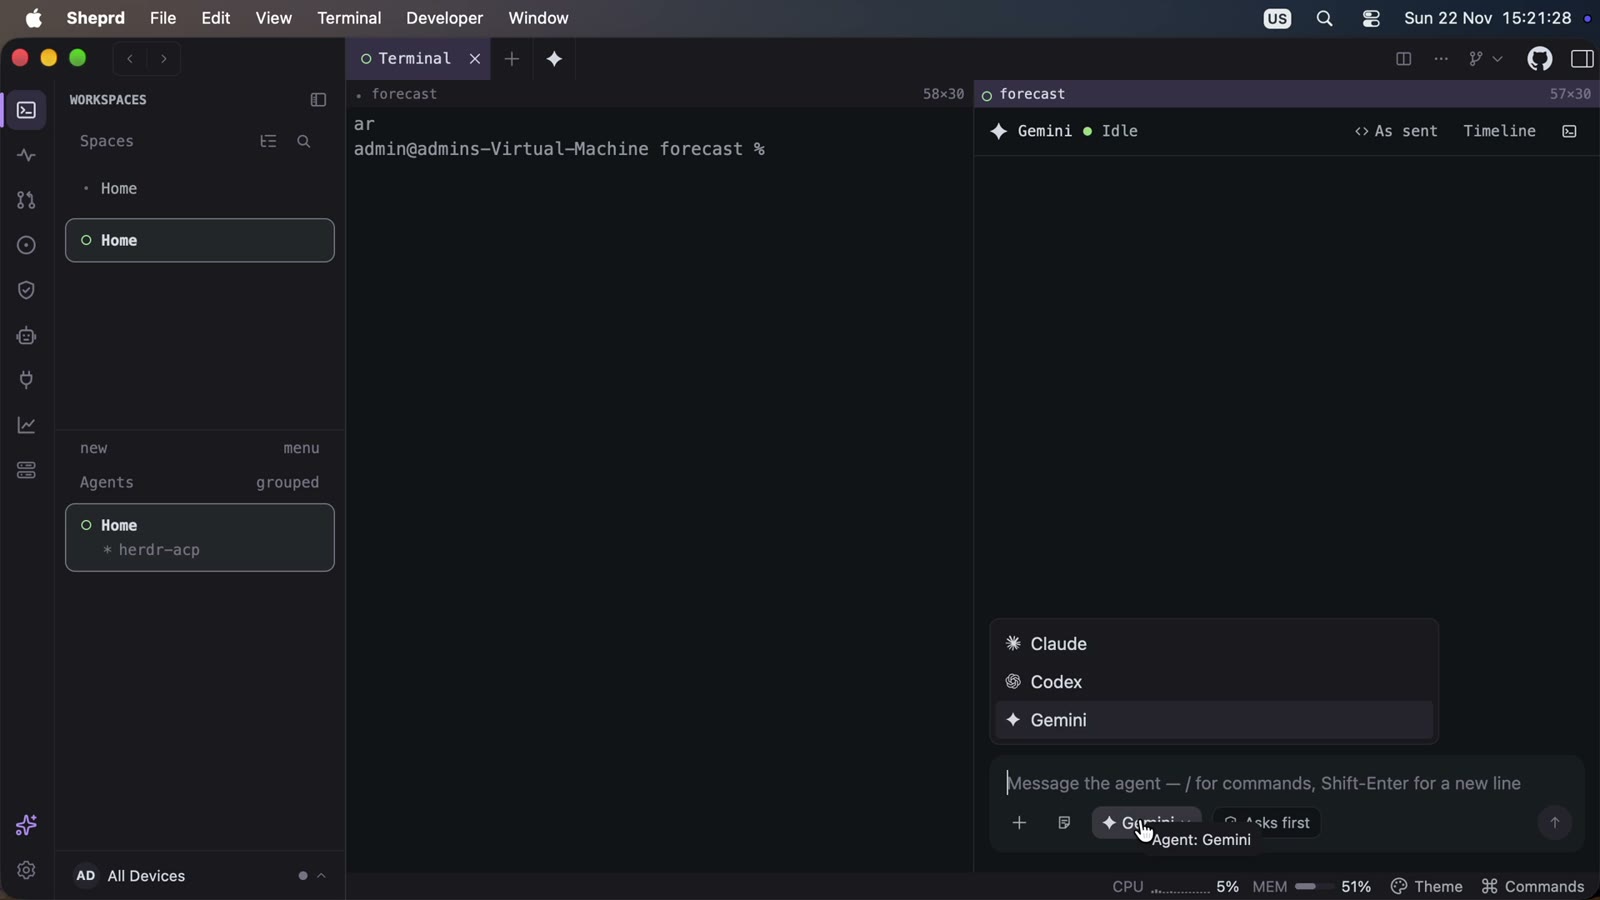 Sheprd File Edit View Terminal Developer Window US Sun 22 Nov 15:21:28
Terminal
WORKSPACES
forecast 58×30
forecast 57×30
Spaces
ar
admin@admins-Virtual-Machine forecast %
Gemini Idle <> As sent Timeline
Home
Home
new menu
Agents grouped
Home
* herdr-acp
Claude
Codex
Gemini
Message the agent — / for commands, Shift-Enter for a new line
Asks first
Agent: Gemini
AD All Devices
CPU 5% MEM 51% Theme ⌘ Commands